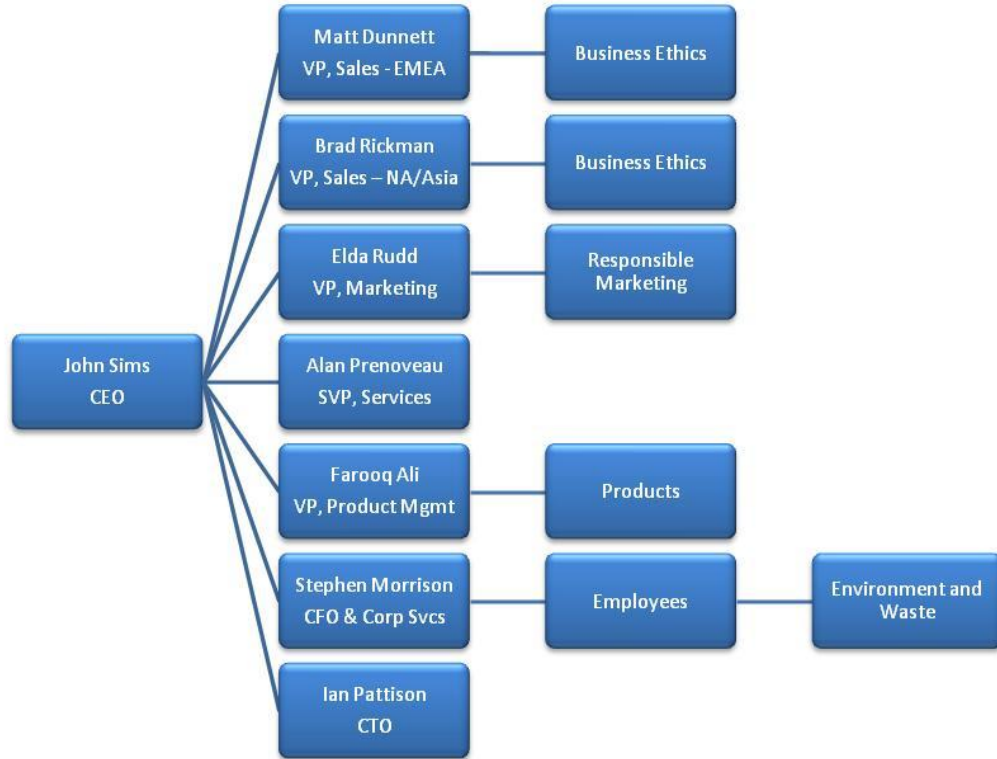 Matt Dunnett
VP, Sales - EMEA
Business Ethics
Brad Rickman
VP, Sales – NA/Asia
Business Ethics
Elda Rudd
VP, Marketing
Responsible
Marketing
John Sims
CEO
Alan Prenoveau
SVP, Services
Farooq Ali
VP, Product Mgmt
Products
Stephen Morrison
CFO & Corp Svcs
Employees
Environment and
Waste
Ian Pattison
CTO